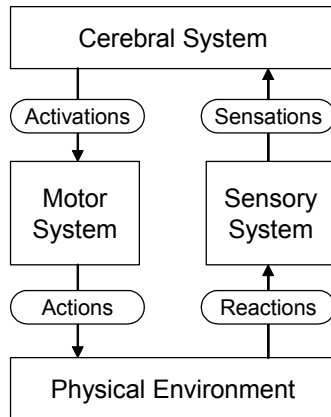 Cerebral System
Activations
Sensations
Motor
System
Sensory
System
Actions
Reactions
Physical Environment